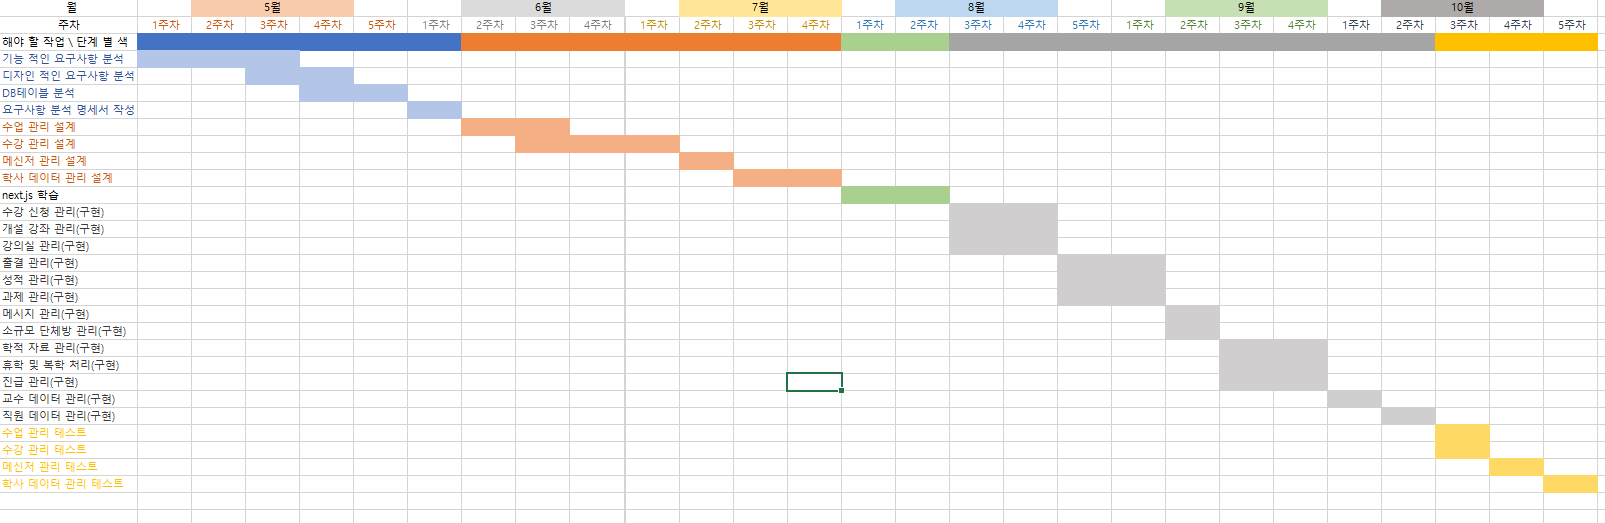 월 5월 6월 7월 8월 9월 10월
주차 1주차 2주차 3주차 4주차 5주차 1주차 2주차 3주차 4주차 1주차 2주차 3주차 4주차 1주차 2주차 3주차 4주차 5주차 1주차 2주차 3주차 4주차 1주차 2주차 3주차 4주차 5주차
해야 할 작업 \ 단계 별 색
기능 적인 요구사항 분석
디자인 적인 요구사항 분석
DB테이블 분석
요구사항 분석 명세서 작성
수업 관리 설계
수강 관리 설계
메신저 관리 설계
학사 데이터 관리 설계
next.js 학습
수강 신청 관리(구현)
개설 강좌 관리(구현)
강의실 관리(구현)
출결 관리(구현)
성적 관리(구현)
과제 관리(구현)
메시지 관리(구현)
소규모 단체방 관리(구현)
학적 자료 관리(구현)
휴학 및 복학 처리(구현)
진급 관리(구현)
교수 데이터 관리(구현)
직원 데이터 관리(구현)
수업 관리 테스트
수강 관리 테스트
메신저 관리 테스트
학사 데이터 관리 테스트